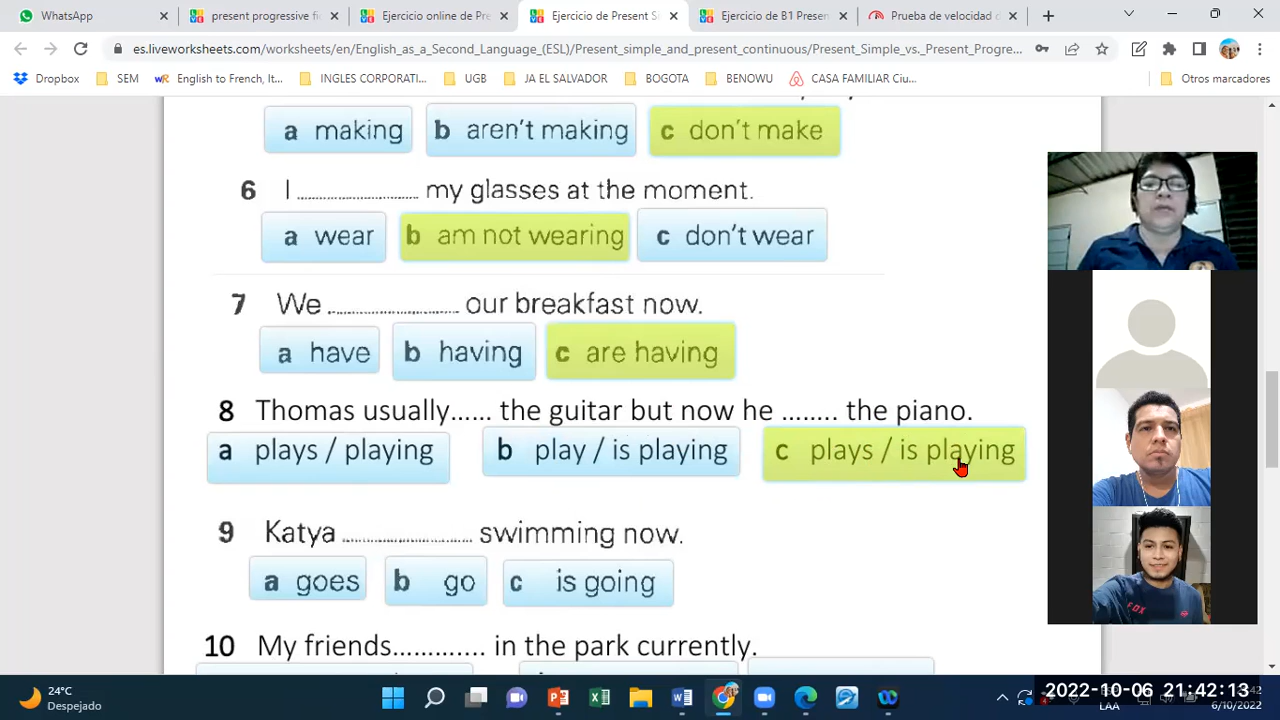 WhatsApp
present progressive fi
Ejercicio online de Pre
Ejercicio de Present Si
Ejercicio de B1 Presen
Prueba de velocidad d
es.liveworksheets.com/worksheets/en/English_as_a_Second_Language_(ESL)/Present_simple_and_present_continuous/Present_Simple_vs._Present_Progre...
Dropbox
SEM
English to French, It...
INGLES CORPORATI...
UGB
JA EL SALVADOR
BOGOTA
BENOWU
CASA FAMILIAR Ciu...
Otros marcadores
a making b aren't making c don't make
6 I .................... my glasses at the moment.
a wear b am not wearing c don't wear
7 We ...................... our breakfast now.
a have b having c are having
8 Thomas usually...... the guitar but now he ........ the piano.
a plays / playing b play / is playing c plays / is playing
9 Katya ...................... swimming now.
a goes b go c is going
10 My friends............. in the park currently.
FOX
24°C
Despejado
LAA
2022-10-06 21:42:13
6/10/2022